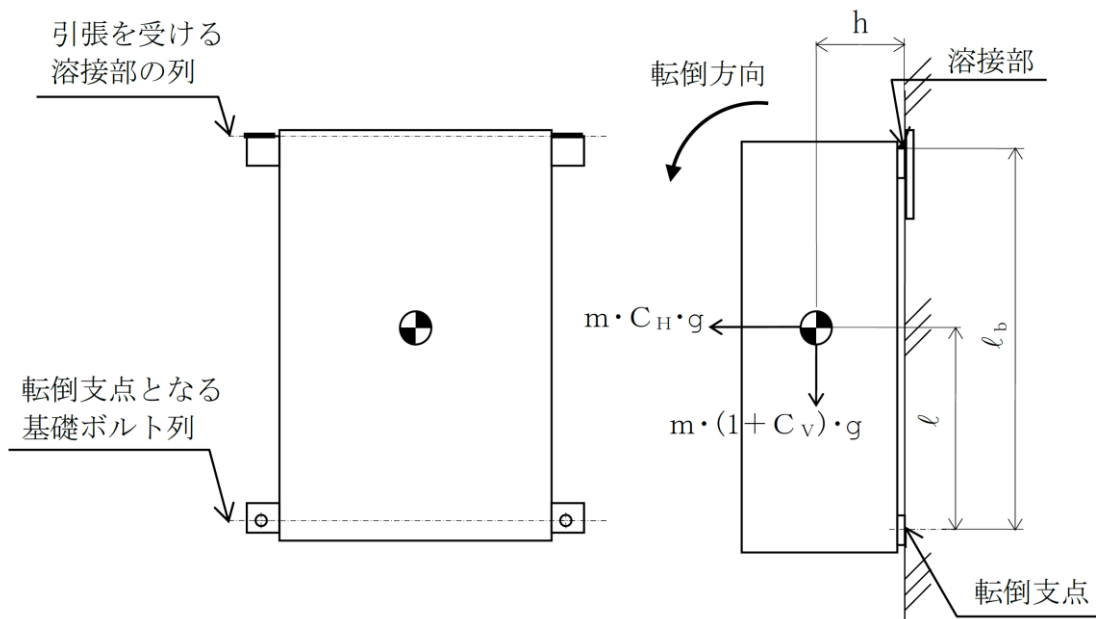 引張を受ける
溶接部の列
転倒支点となる
基礎ボルト列
h
転倒方向
溶接部
m・C_H・g
m・(1+C_V)・g
ℓ
ℓ_b
転倒支点